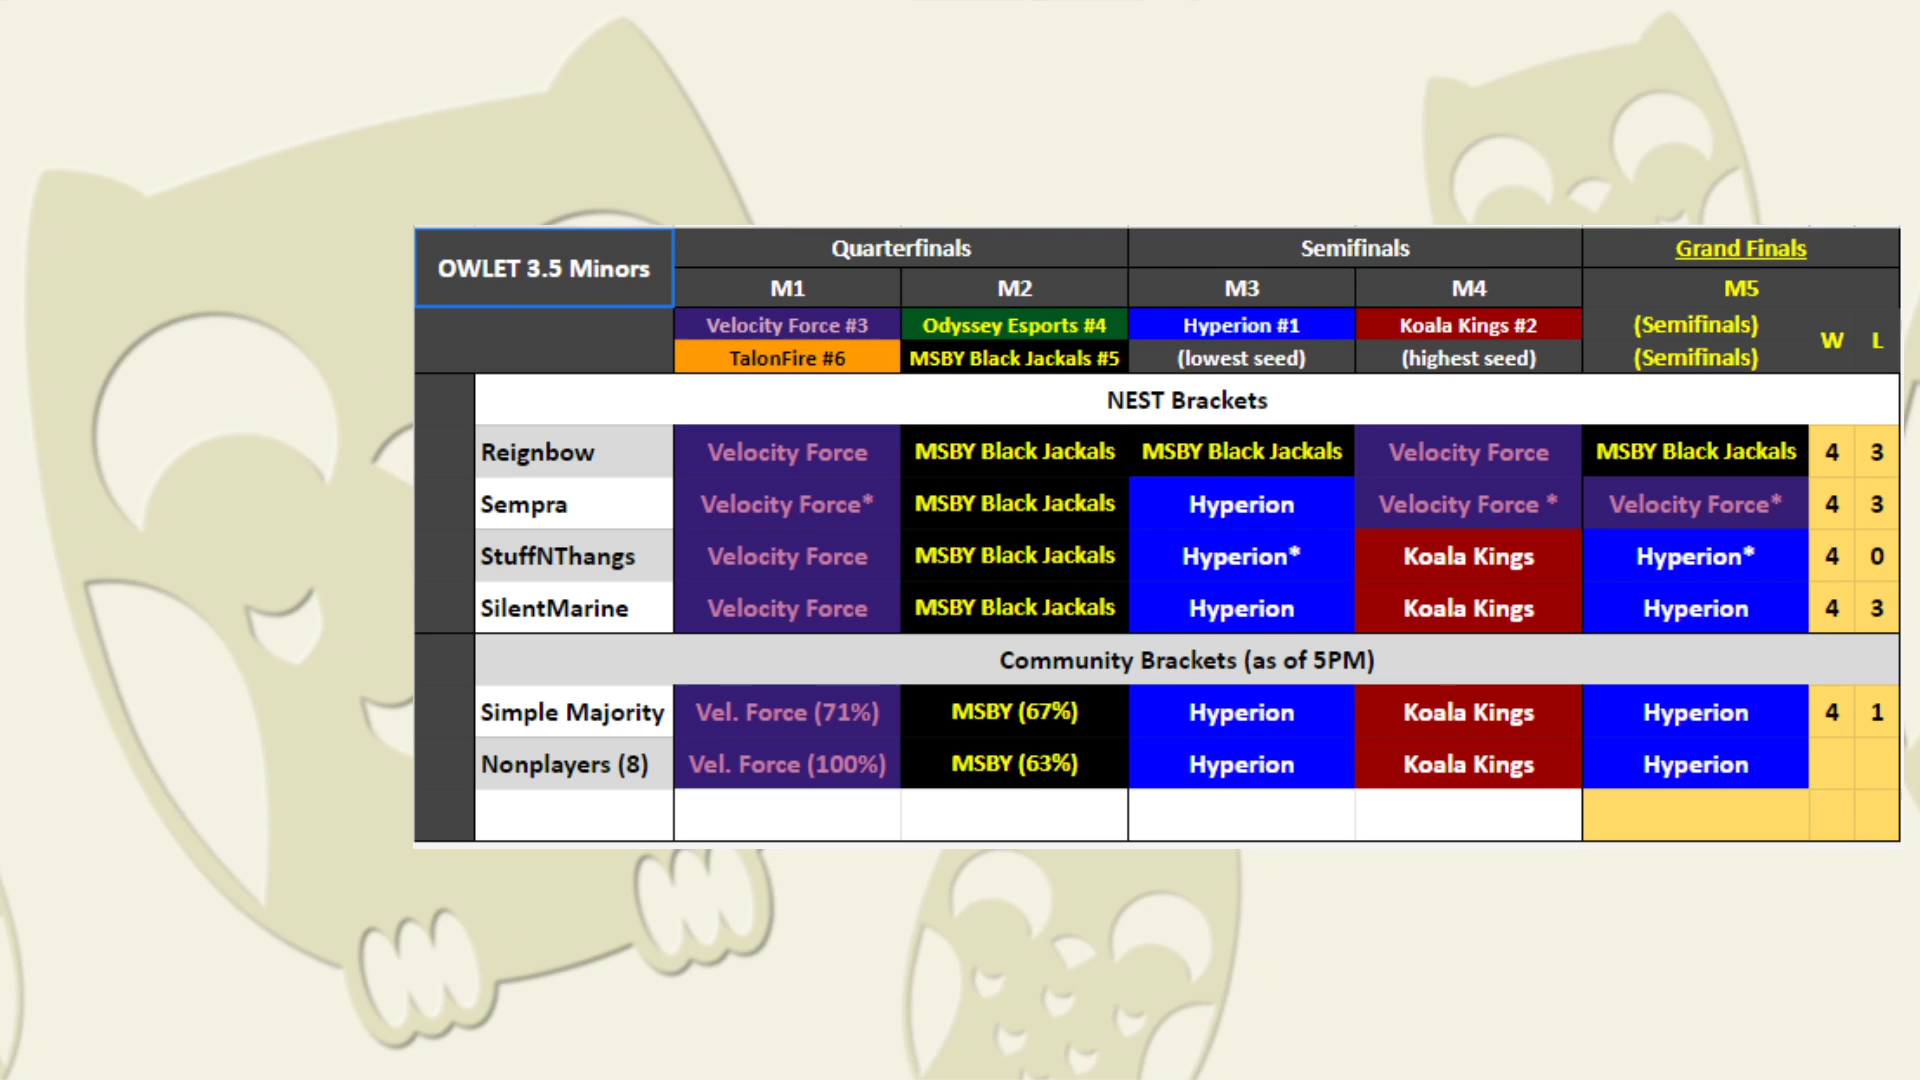 OWLET 3.5 Minors
Quarterfinals Semifinals Grand Finals
M1 M2 M3 M4 M5
Velocity Force #3 Odyssey Esports #4 Hyperion #1 Koala Kings #2 (Semifinals) W L
TalonFire #6 MSBY Black Jackals #5 (lowest seed) (highest seed) (Semifinals)
NEST Brackets
Reignbow Velocity Force MSBY Black Jackals MSBY Black Jackals Velocity Force MSBY Black Jackals 4 3
Sempra Velocity Force* MSBY Black Jackals Hyperion Velocity Force * Velocity Force* 4 3
StuffNThangs Velocity Force MSBY Black Jackals Hyperion* Koala Kings Hyperion* 4 0
SilentMarine Velocity Force MSBY Black Jackals Hyperion Koala Kings Hyperion 4 3
Community Brackets (as of 5PM)
Simple Majority Vel. Force (71%) MSBY (67%) Hyperion Koala Kings Hyperion 4 1
Nonplayers (8) Vel. Force (100%) MSBY (63%) Hyperion Koala Kings Hyperion